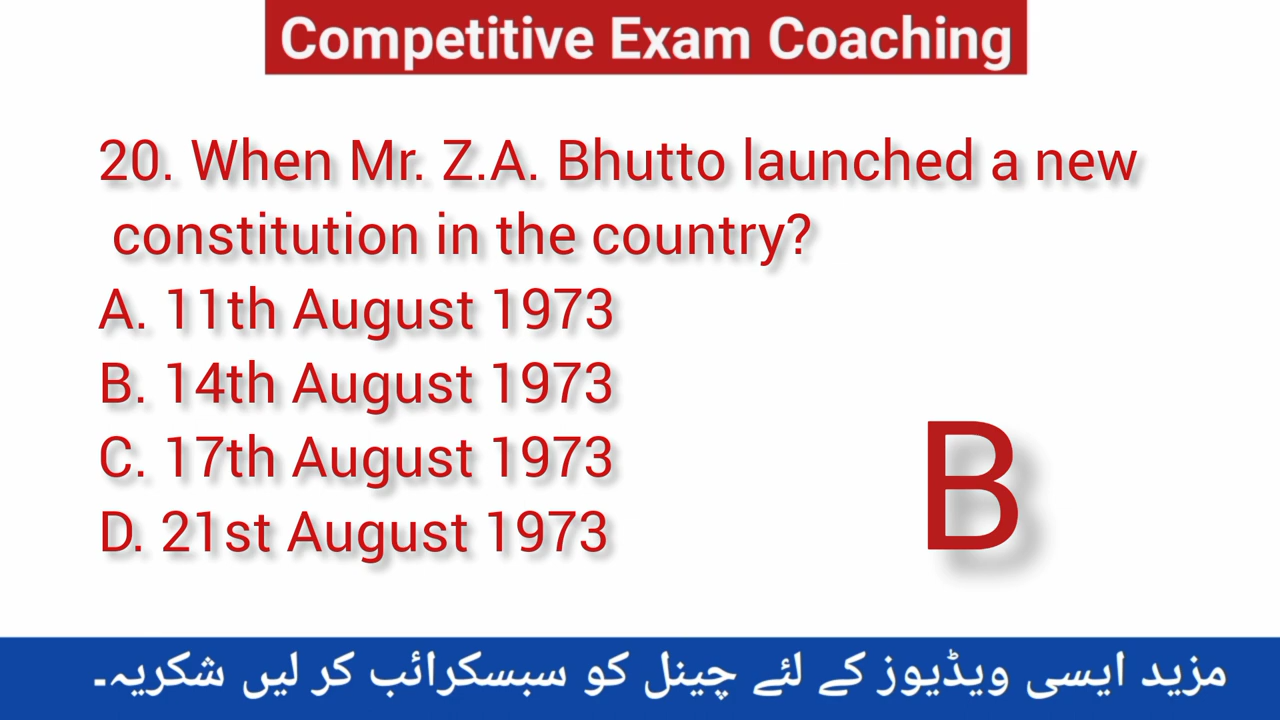 Competitive Exam Coaching
20. When Mr. Z.A. Bhutto launched a new
constitution in the country?
A. 11th August 1973
B. 14th August 1973
C. 17th August 1973
D. 21st August 1973
B
مزید ایسی ویڈیوز کے لئے چینل کو سبسکرائب کر لیں شکریہ۔